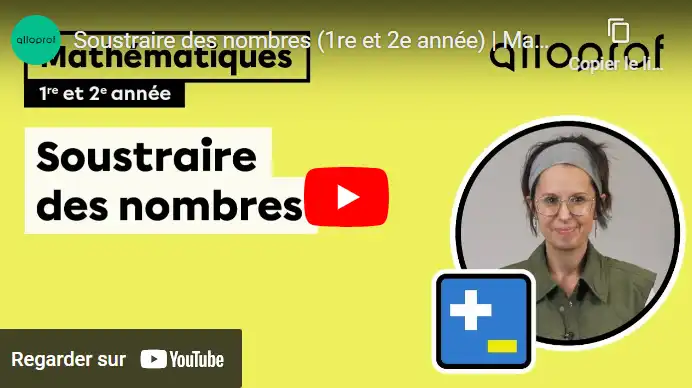 alloprof
Soustraire des nombres (1re et 2e année) | Ma...
alloprof
Copier le li...
Mathématiques
1re et 2e année
Soustraire
des nombres
Regarder sur YouTube